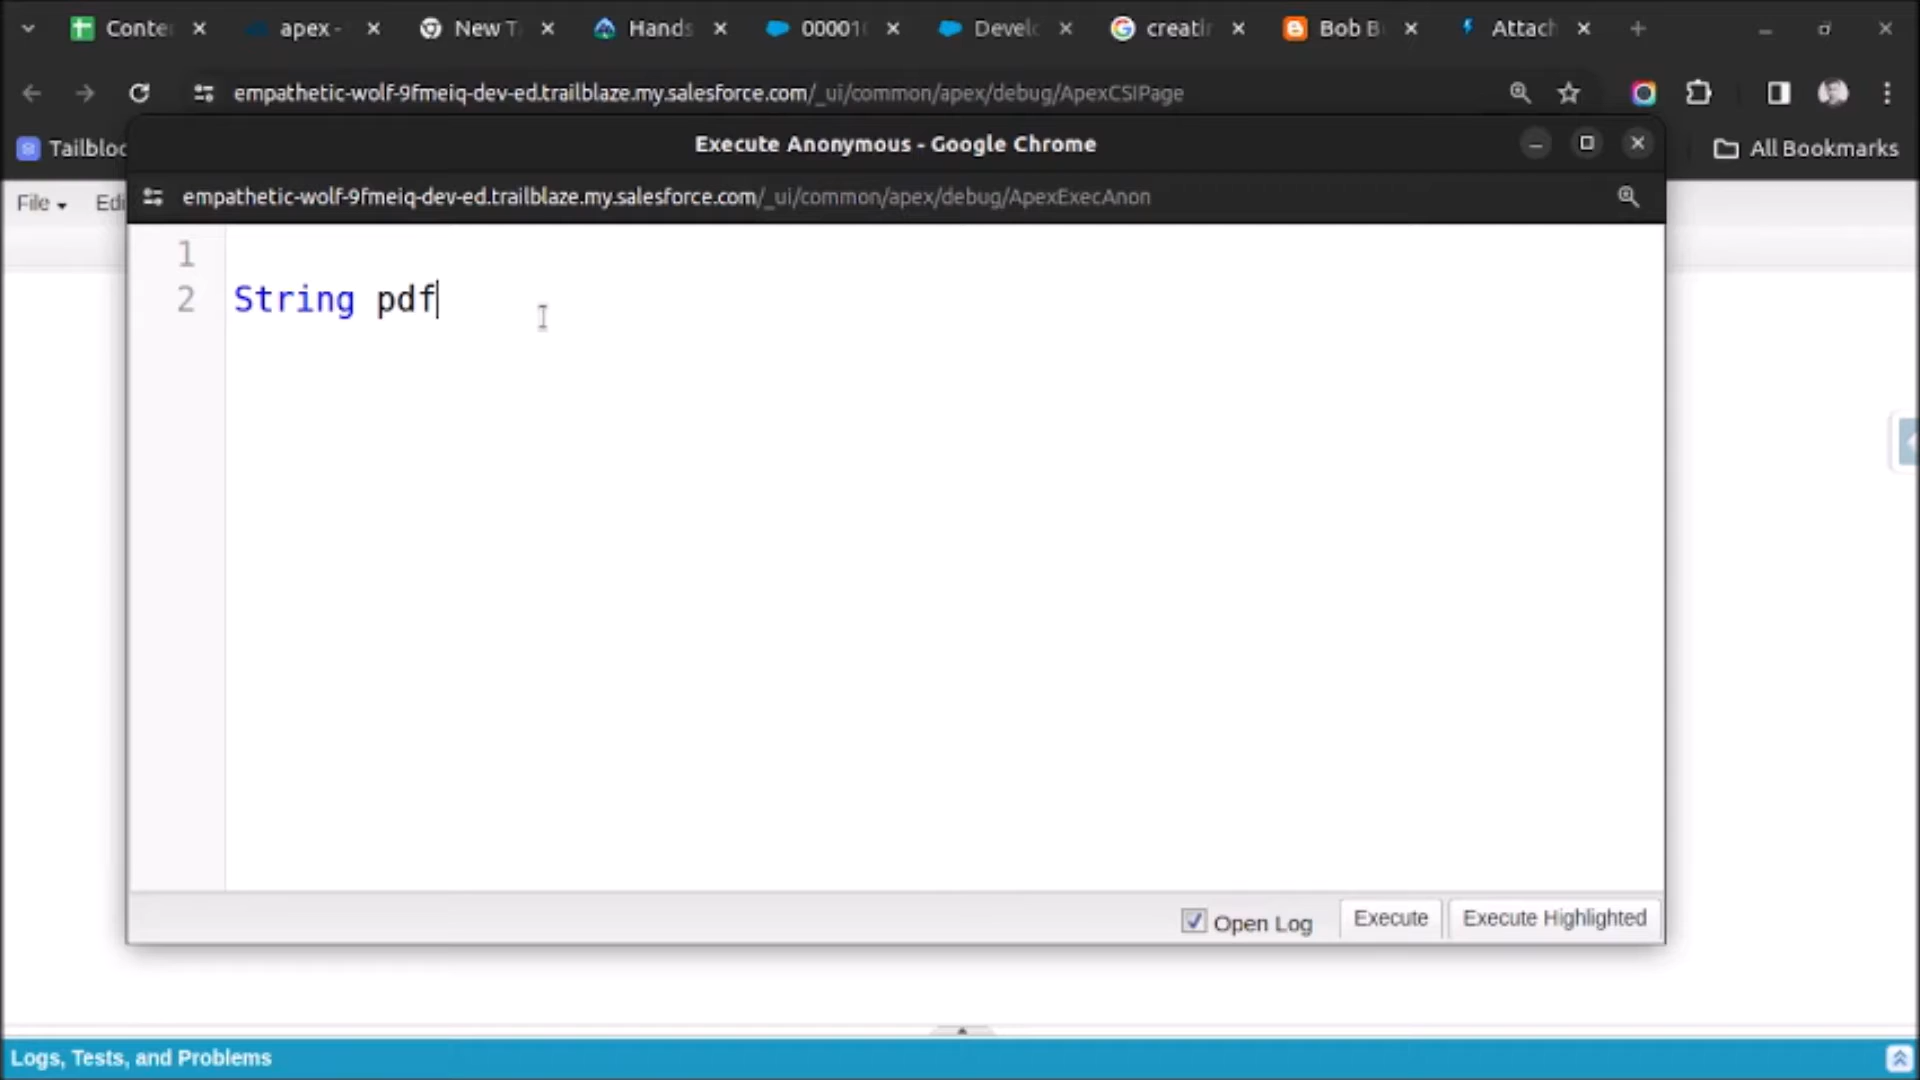 Conte apex - New T Hands 00001 Develo creatin Bob B Attach
empathetic-wolf-9fmeiq-dev-ed.trailblaze.my.salesforce.com/_ui/common/apex/debug/ApexCSIPage
Tailbloc All Bookmarks
Execute Anonymous - Google Chrome
empathetic-wolf-9fmeiq-dev-ed.trailblaze.my.salesforce.com/_ui/common/apex/debug/ApexExecAnon
File Edi
1
2 String pdf
Open Log Execute Execute Highlighted
Logs, Tests, and Problems